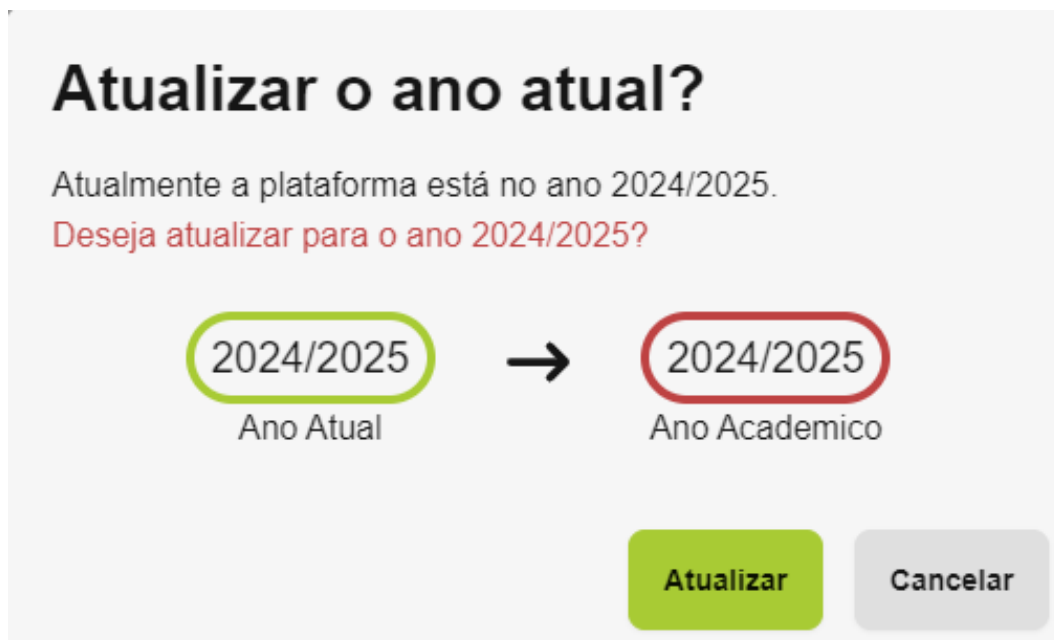 Atualizar o ano atual?
Atualmente a plataforma está no ano 2024/2025.
Deseja atualizar para o ano 2024/2025?
2024/2025 → 2024/2025
Ano Atual Ano Academico
Atualizar Cancelar